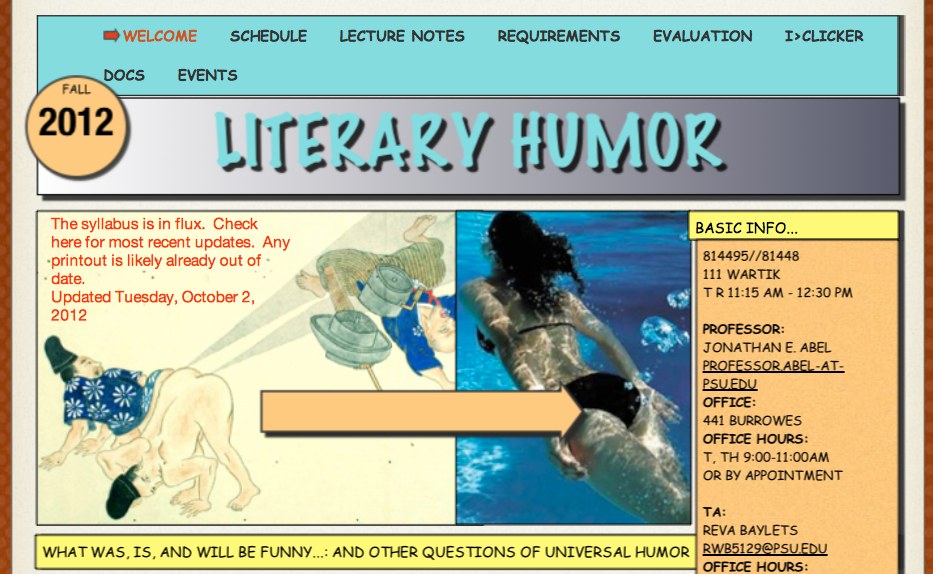 WELCOME SCHEDULE LECTURE NOTES REQUIREMENTS EVALUATION I>CLICKER
DOCS EVENTS
FALL
2012
LITERARY HUMOR
The syllabus is in flux. Check
here for most recent updates. Any
printout is likely already out of
date.
Updated Tuesday, October 2,
2012
BASIC INFO...
814495//81448
111 WARTIK
T R 11:15 AM - 12:30 PM
PROFESSOR:
JONATHAN E. ABEL
PROFESSOR.ABEL-AT-
PSU.EDU
OFFICE:
441 BURROWES
OFFICE HOURS:
T, TH 9:00-11:00AM
OR BY APPOINTMENT
TA:
REVA BAYLETS
RWB5129@PSU.EDU
OFFICE HOURS:
WHAT WAS, IS, AND WILL BE FUNNY...: AND OTHER QUESTIONS OF UNIVERSAL HUMOR